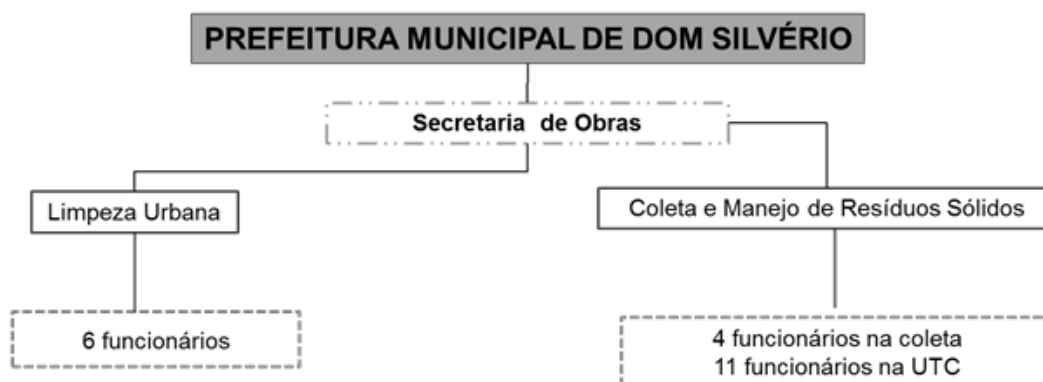 PREFEITURA MUNICIPAL DE DOM SILVÉRIO
Secretaria de Obras
Limpeza Urbana
Coleta e Manejo de Resíduos Sólidos
6 funcionários
4 funcionários na coleta
11 funcionários na UTC